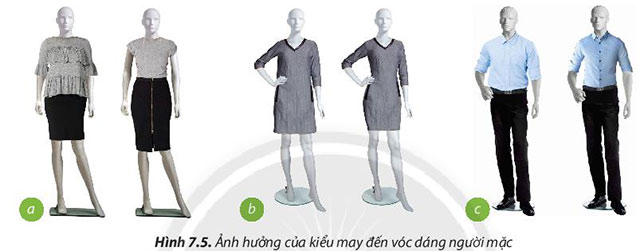 a
b
c
Hình 7.5. Ảnh hưởng của kiểu may đến vóc dáng người mặc